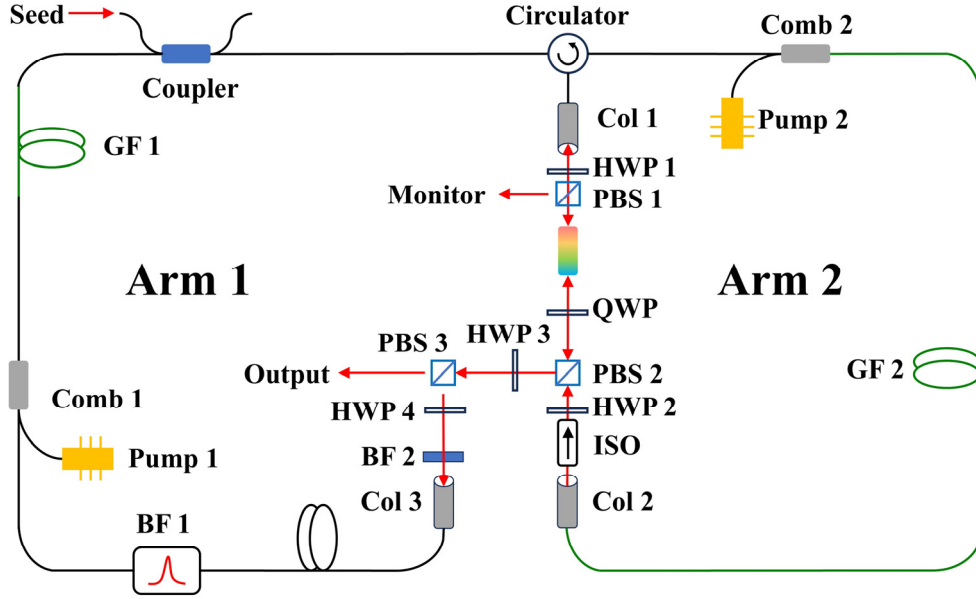 Seed
Circulator
Comb 2
Coupler
Col 1
Pump 2
GF 1
HWP 1
Monitor
PBS 1
Arm 1
Arm 2
QWP
HWP 3
PBS 3
Output
PBS 2
GF 2
Comb 1
HWP 4
HWP 2
Pump 1
BF 2
ISO
Col 3
Col 2
BF 1